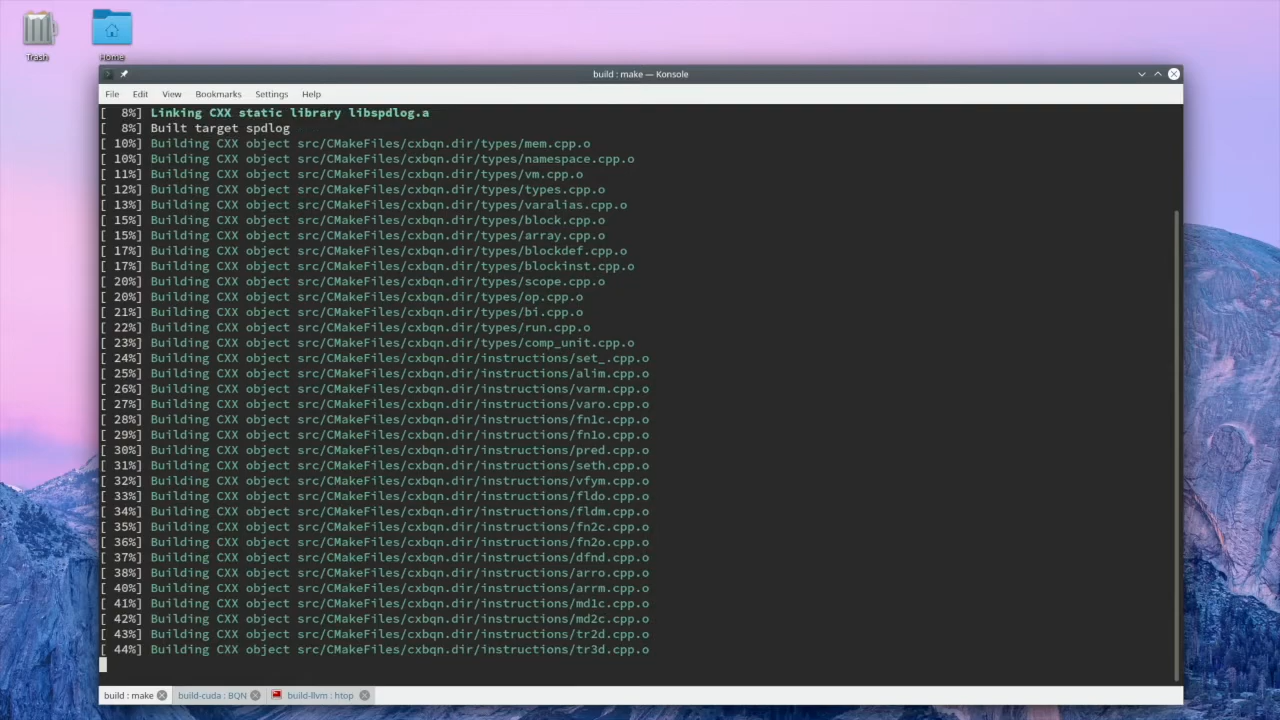 Trash
Home
build : make — Konsole
File Edit View Bookmarks Settings Help
[  8%] Linking CXX static library libspdlog.a
[  8%] Built target spdlog
[ 10%] Building CXX object src/CMakeFiles/cxbqn.dir/types/mem.cpp.o
[ 10%] Building CXX object src/CMakeFiles/cxbqn.dir/types/namespace.cpp.o
[ 11%] Building CXX object src/CMakeFiles/cxbqn.dir/types/vm.cpp.o
[ 12%] Building CXX object src/CMakeFiles/cxbqn.dir/types/types.cpp.o
[ 13%] Building CXX object src/CMakeFiles/cxbqn.dir/types/varalias.cpp.o
[ 15%] Building CXX object src/CMakeFiles/cxbqn.dir/types/block.cpp.o
[ 15%] Building CXX object src/CMakeFiles/cxbqn.dir/types/array.cpp.o
[ 17%] Building CXX object src/CMakeFiles/cxbqn.dir/types/blockdef.cpp.o
[ 17%] Building CXX object src/CMakeFiles/cxbqn.dir/types/blockinst.cpp.o
[ 20%] Building CXX object src/CMakeFiles/cxbqn.dir/types/scope.cpp.o
[ 20%] Building CXX object src/CMakeFiles/cxbqn.dir/types/op.cpp.o
[ 21%] Building CXX object src/CMakeFiles/cxbqn.dir/types/bi.cpp.o
[ 22%] Building CXX object src/CMakeFiles/cxbqn.dir/types/run.cpp.o
[ 23%] Building CXX object src/CMakeFiles/cxbqn.dir/types/comp_unit.cpp.o
[ 24%] Building CXX object src/CMakeFiles/cxbqn.dir/instructions/set_.cpp.o
[ 25%] Building CXX object src/CMakeFiles/cxbqn.dir/instructions/alim.cpp.o
[ 26%] Building CXX object src/CMakeFiles/cxbqn.dir/instructions/varm.cpp.o
[ 27%] Building CXX object src/CMakeFiles/cxbqn.dir/instructions/varo.cpp.o
[ 28%] Building CXX object src/CMakeFiles/cxbqn.dir/instructions/fn1c.cpp.o
[ 29%] Building CXX object src/CMakeFiles/cxbqn.dir/instructions/fn1o.cpp.o
[ 30%] Building CXX object src/CMakeFiles/cxbqn.dir/instructions/pred.cpp.o
[ 31%] Building CXX object src/CMakeFiles/cxbqn.dir/instructions/seth.cpp.o
[ 32%] Building CXX object src/CMakeFiles/cxbqn.dir/instructions/vfym.cpp.o
[ 33%] Building CXX object src/CMakeFiles/cxbqn.dir/instructions/fldo.cpp.o
[ 34%] Building CXX object src/CMakeFiles/cxbqn.dir/instructions/fldm.cpp.o
[ 35%] Building CXX object src/CMakeFiles/cxbqn.dir/instructions/fn2c.cpp.o
[ 36%] Building CXX object src/CMakeFiles/cxbqn.dir/instructions/fn2o.cpp.o
[ 37%] Building CXX object src/CMakeFiles/cxbqn.dir/instructions/dfnd.cpp.o
[ 38%] Building CXX object src/CMakeFiles/cxbqn.dir/instructions/arro.cpp.o
[ 40%] Building CXX object src/CMakeFiles/cxbqn.dir/instructions/arrm.cpp.o
[ 41%] Building CXX object src/CMakeFiles/cxbqn.dir/instructions/md1c.cpp.o
[ 42%] Building CXX object src/CMakeFiles/cxbqn.dir/instructions/md2c.cpp.o
[ 43%] Building CXX object src/CMakeFiles/cxbqn.dir/instructions/tr2d.cpp.o
[ 44%] Building CXX object src/CMakeFiles/cxbqn.dir/instructions/tr3d.cpp.o
build : make build-cuda : BQN build-llvm : htop